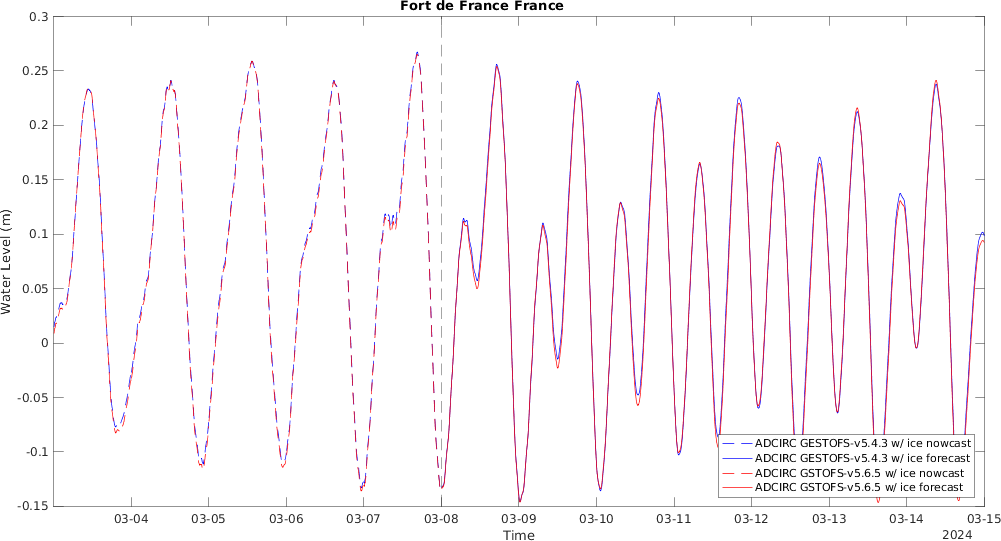 Fort de France France
0.3
0.25
0.2
0.15
0.1
0.05
0
-0.05
-0.1
-0.15
Water Level (m)
ADCIRC GESTOFS-v5.4.3 w/ ice nowcast
ADCIRC GESTOFS-v5.4.3 w/ ice forecast
ADCIRC GSTOFS-v5.6.5 w/ ice nowcast
ADCIRC GSTOFS-v5.6.5 w/ ice forecast
03-04 03-05 03-06 03-07 03-08 03-09 03-10 03-11 03-12 03-13 03-14 03-15
Time
2024